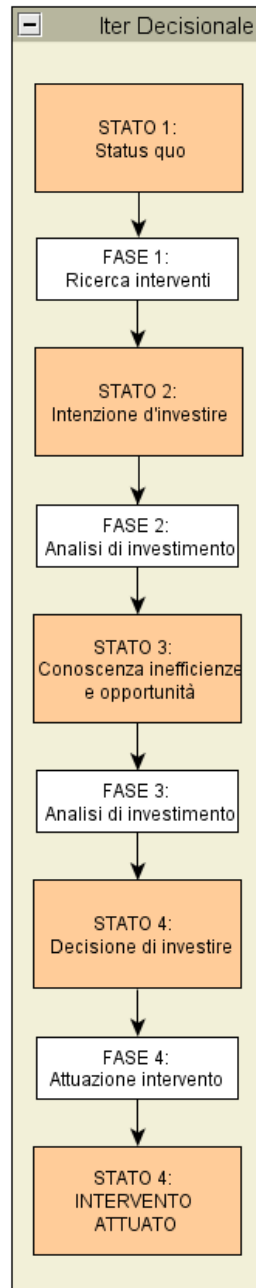 Iter Decisionale
STATO 1:
Status quo
FASE 1:
Ricerca interventi
STATO 2:
Intenzione d'investire
FASE 2:
Analisi di investimento
STATO 3:
Conoscenza inefficienze
e opportunità
FASE 3:
Analisi di investimento
STATO 4:
Decisione di investire
FASE 4:
Attuazione intervento
STATO 4:
INTERVENTO
ATTUATO